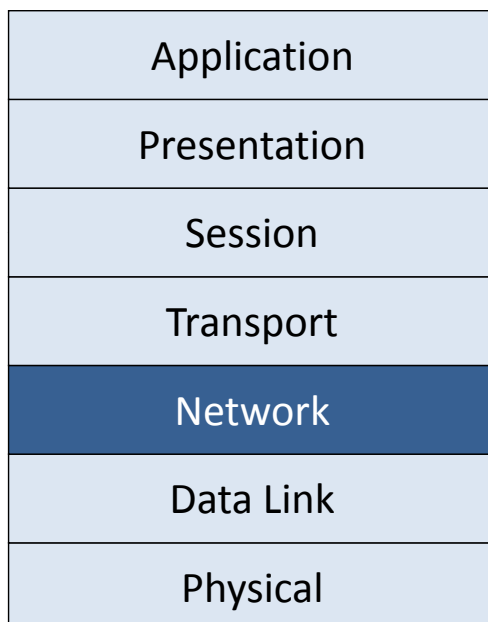 Application
Presentation
Session
Transport
Network
Data Link
Physical